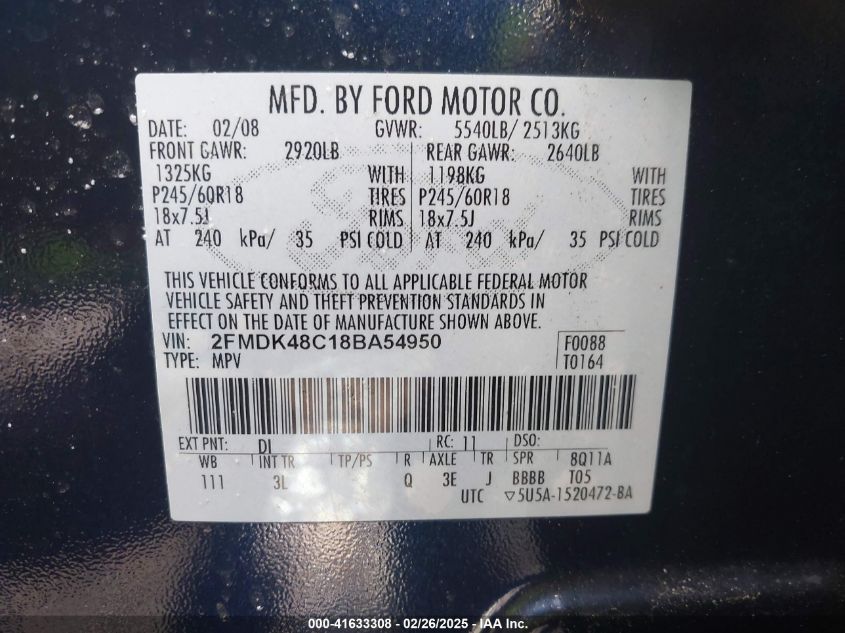 MFD. BY FORD MOTOR CO.
DATE: 02/08 GVWR: 5540LB/ 2513KG
FRONT GAWR: 2920LB REAR GAWR: 2640LB
1325KG WITH 1198KG WITH
P245/60R18 TIRES P245/60R18 TIRES
18x7.5J RIMS 18x7.5J RIMS
AT 240 kPa/ 35 PSI COLD AT 240 kPa/ 35 PSI COLD
THIS VEHICLE CONFORMS TO ALL APPLICABLE FEDERAL MOTOR
VEHICLE SAFETY AND THEFT PREVENTION STANDARDS IN
EFFECT ON THE DATE OF MANUFACTURE SHOWN ABOVE.
VIN: 2FMDK48C18BA54950 F0088
TYPE: MPV T0164
EXT PNT: DI RC: 11 DSO:
WB INT TR TP/PS R AXLE TR SPR 8Q11A
111 3L Q 3E J BBBB T05
UTC ▽5U5A-1520472-BA
000-41633308 - 02/26/2025 - IAA Inc.